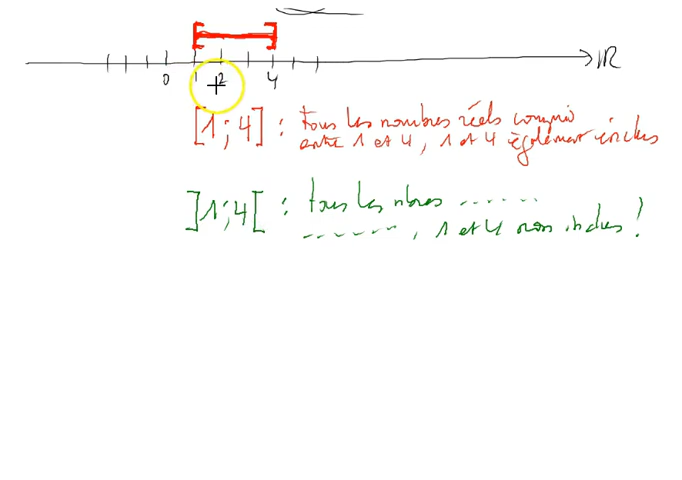 ℝ
0 1 2 4
[1 ; 4] : tous les nombres réels compris
entre 1 et 4, 1 et 4 également inclus
]1 ; 4[ : tous les nbres ........
........, 1 et 4 non inclus !